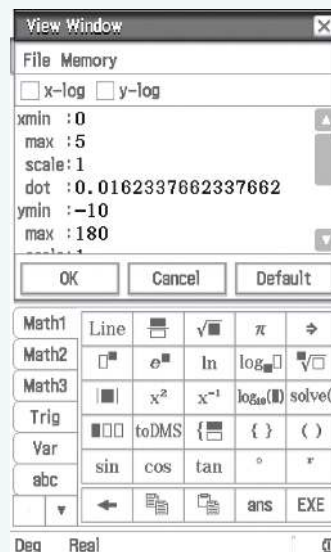 View Window
File Memory
x-log y-log
xmin :0
max :5
scale:1
dot :0.0162337662337662
ymin :-10
max :180
OK Cancel Default
Math1 Line √■ π ⇒
Math2 □■ e■ ln log■□ ■√□
Math3 |■| x² x⁻¹ log₁₀(■) solve(
Trig ■□□ toDMS { { } ( )
Var sin cos tan ° r
abc
▼ ← ans EXE
Deg Real